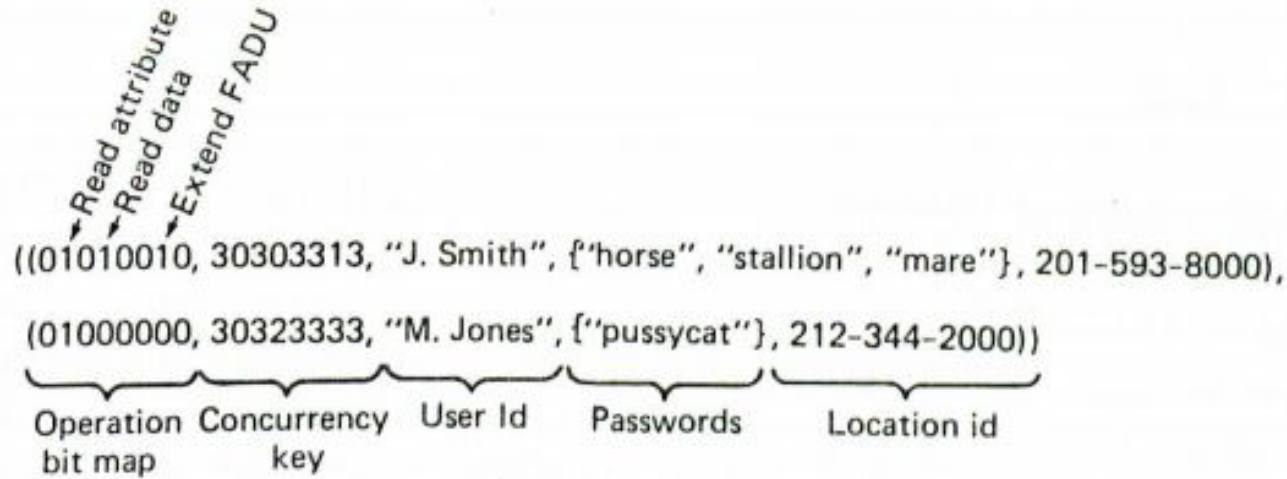 Read attribute
Read data
Extend FADU
((01010010, 30303313, "J. Smith", {"horse", "stallion", "mare"}, 201-593-8000),
(01000000, 30323333, "M. Jones", {"pussycat"}, 212-344-2000))
Operation bit map
Concurrency key
User Id
Passwords
Location id